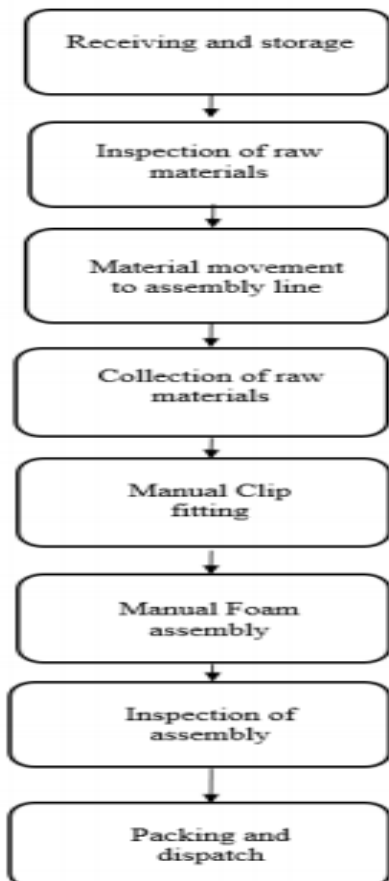 Receiving and storage
Inspection of raw
materials
Material movement
to assembly line
Collection of raw
materials
Manual Clip
fitting
Manual Foam
assembly
Inspection of
assembly
Packing and
dispatch